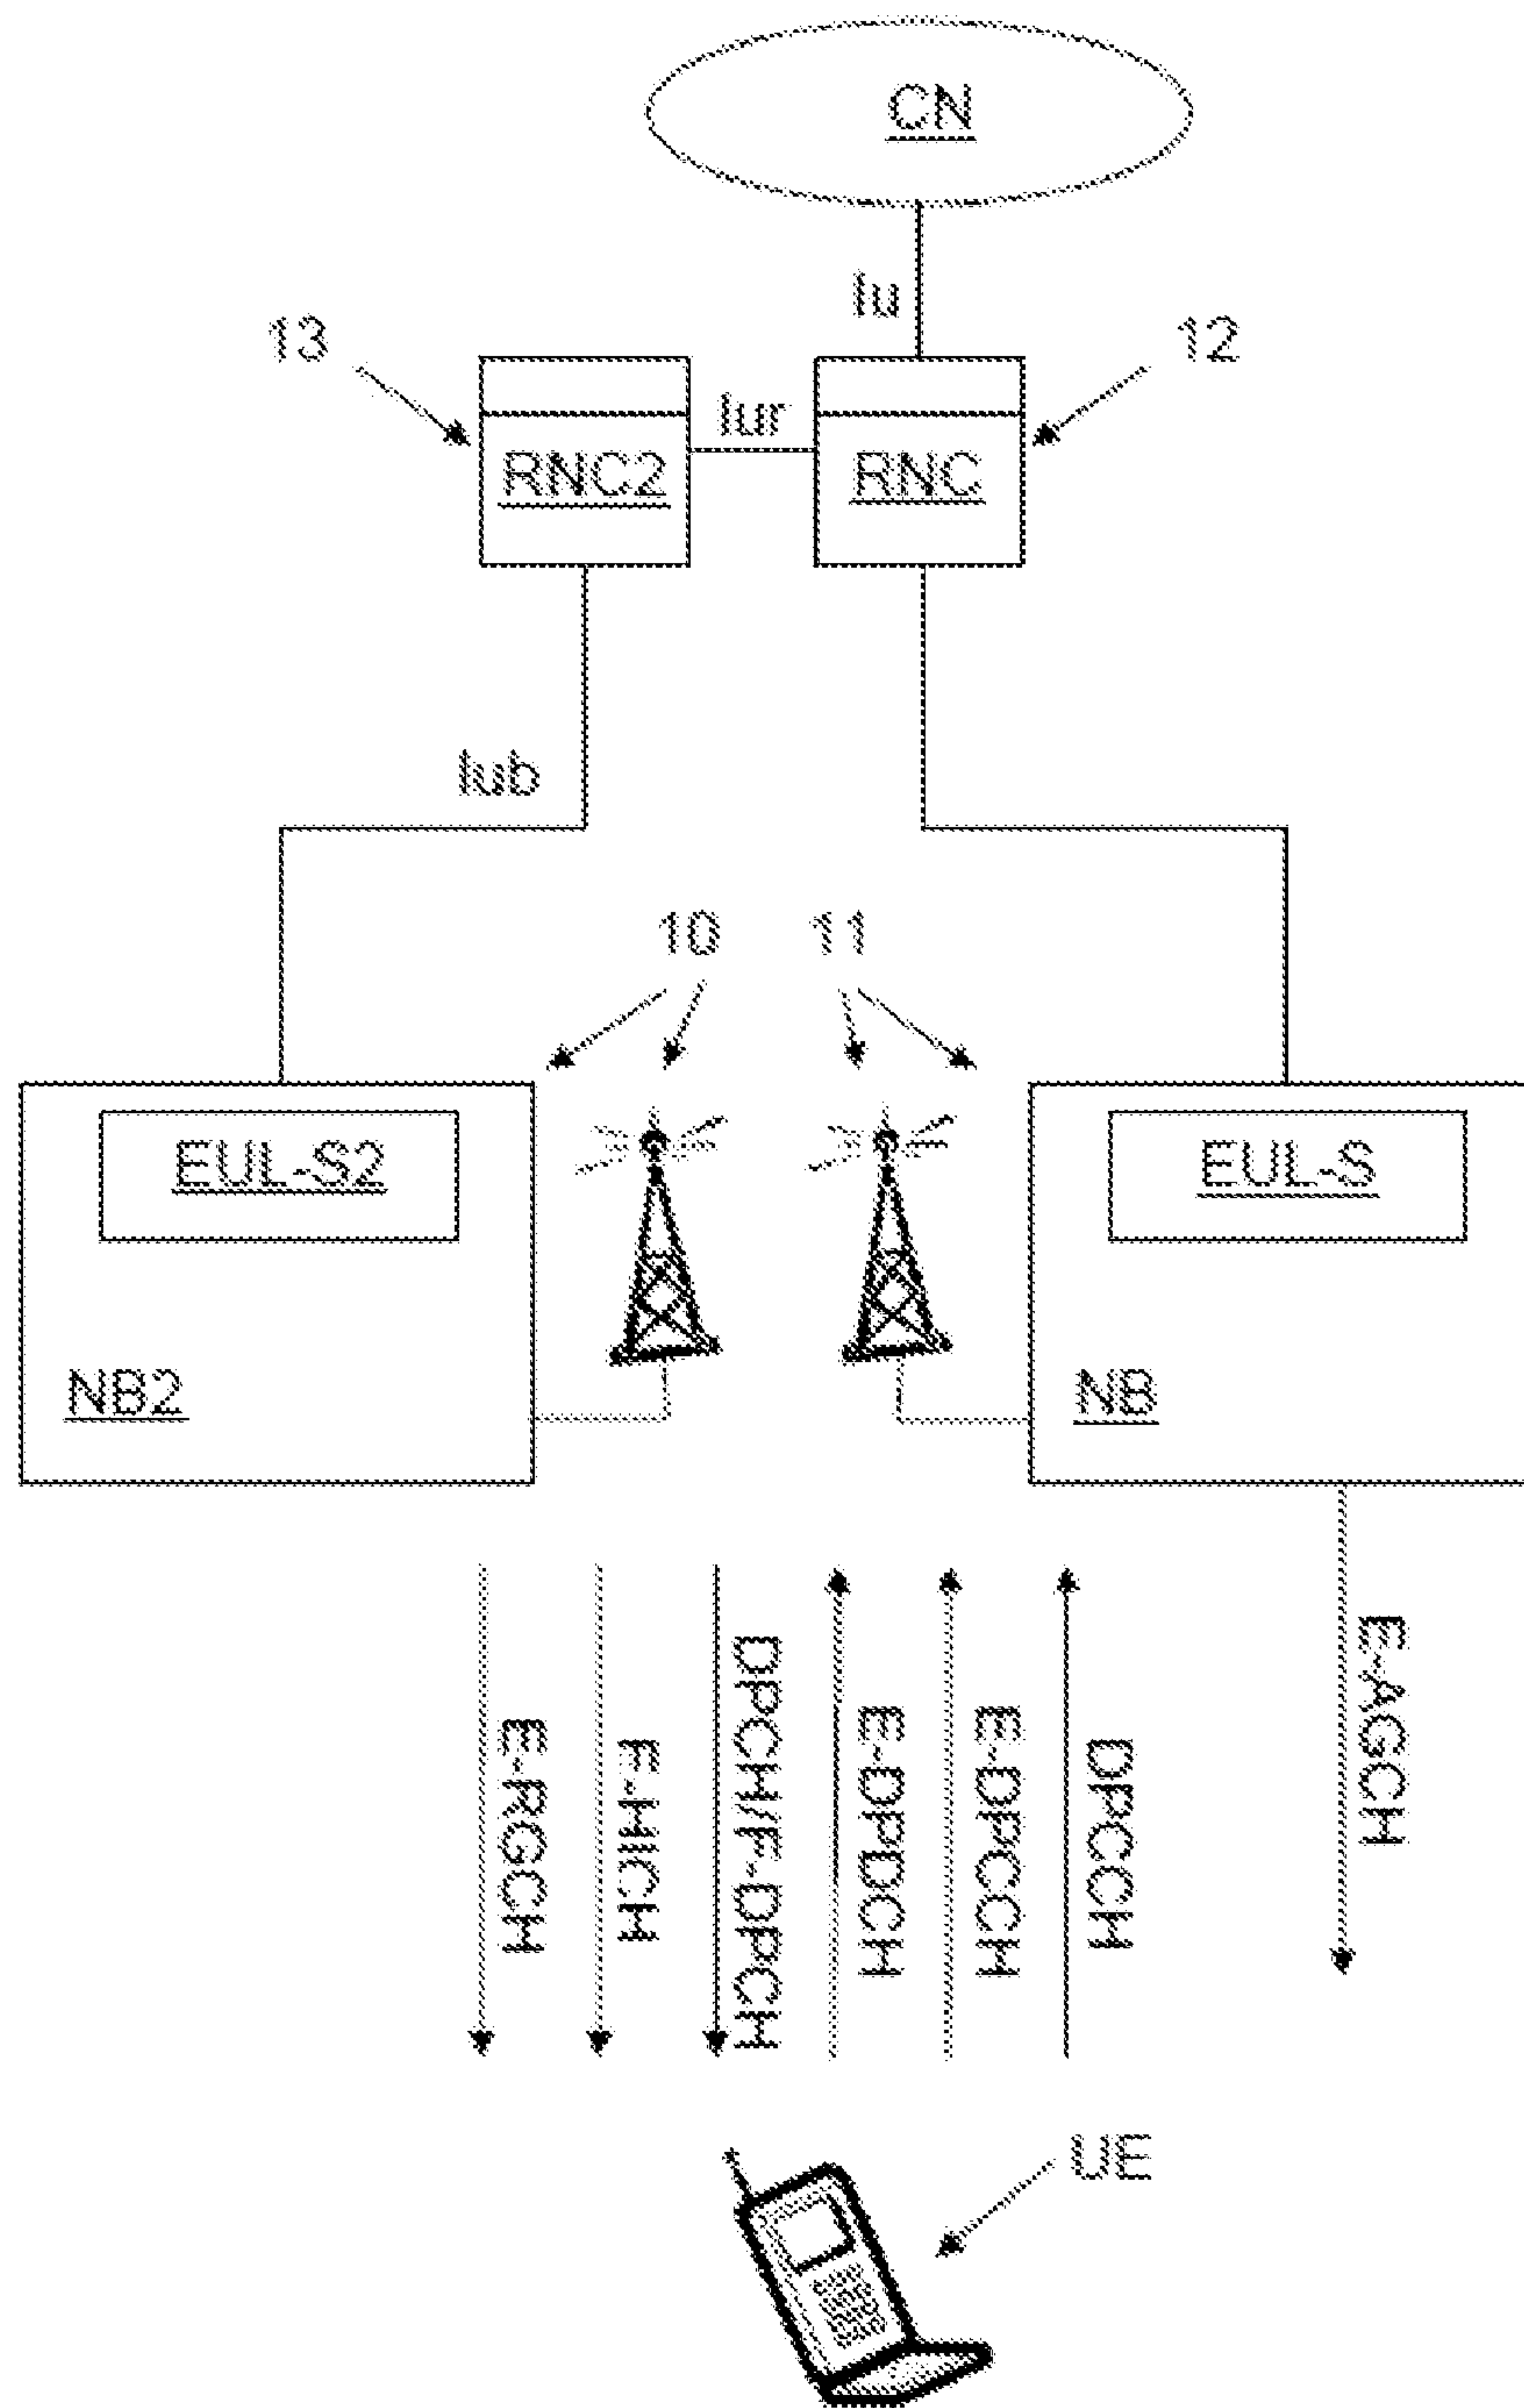 CN
Iu
13
12
Iur
RNC2
RNC
Iub
10
11
EUL-S2
EUL-S
NB2
NB
E-RGCH
F-HICH
DPCH/F-DPCH
E-DPDCH
E-DPCCH
DPCCH
E-AGCH
UE